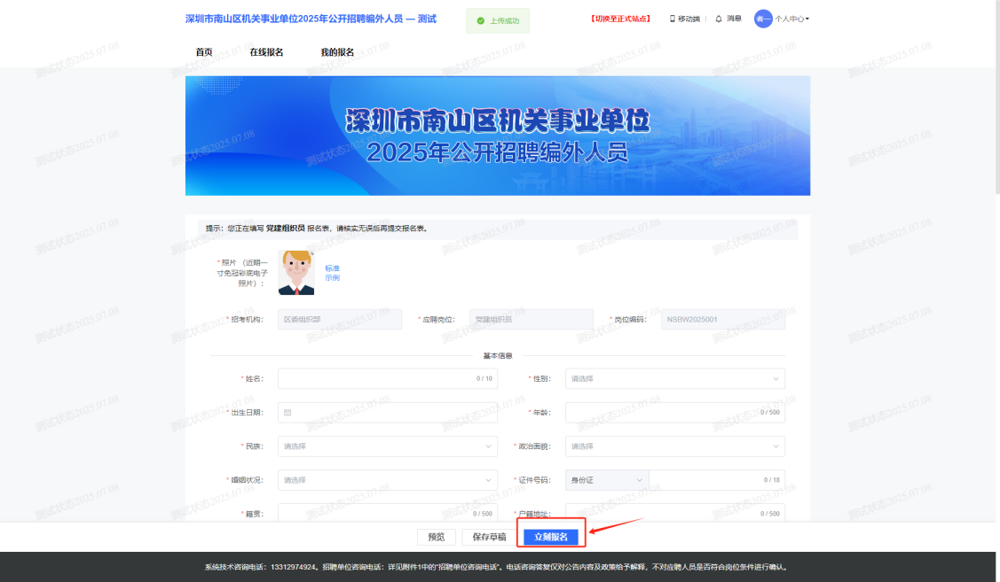 深圳市南山区机关事业单位2025年公开招聘编外人员 — 测试
上传成功
【切换至正式站点】
移动端
消息
省一
个人中心
首页
在线报名
我的报名
深圳市南山区机关事业单位
2025年公开招聘编外人员
提示：您正在填写 党建组织员 报名表，请核实无误后再提交报名表。
* 照片 （近期一
寸免冠彩底电子
照片）：
标准
示例
* 招考机构：
区委组织部
* 应聘岗位：
党建组织员
* 岗位编码：
NSBW2025001
基本信息
* 姓名：
0 / 10
* 性别：
请选择
* 出生日期：
* 年龄：
0 / 500
* 民族：
请选择
* 政治面貌：
请选择
* 婚姻状况：
请选择
* 证件号码：
身份证
0 / 18
* 籍贯：
0 / 500
* 户籍地址：
0 / 500
预览
保存草稿
立刻报名
系统技术咨询电话：13312974924。招聘单位咨询电话：详见附件1中的“招聘单位咨询电话”。电话咨询答复仅对公告内容及政策给予解释，不对应聘人员是否符合岗位条件进行确认。
测试状态2025.07.08